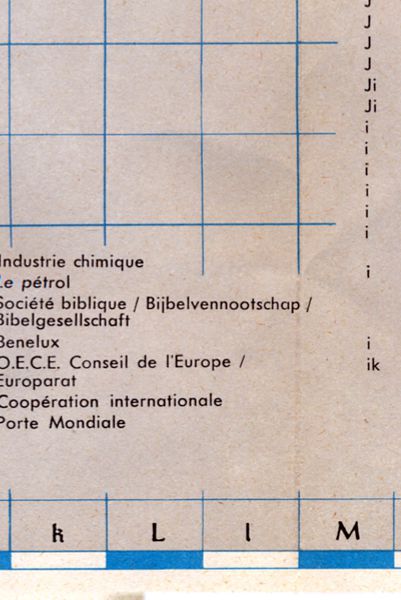 J
J
J
J
Ji
Ji
i
i
i
i
i
i
Industrie chimique
i
Le pétrol
Société biblique / Bijbelvennootschap /
Bibelgesellschaft
Benelux i
O.E.C.E. Conseil de l'Europe / ik
Europarat
Coopération internationale
Porte Mondiale
k L l M